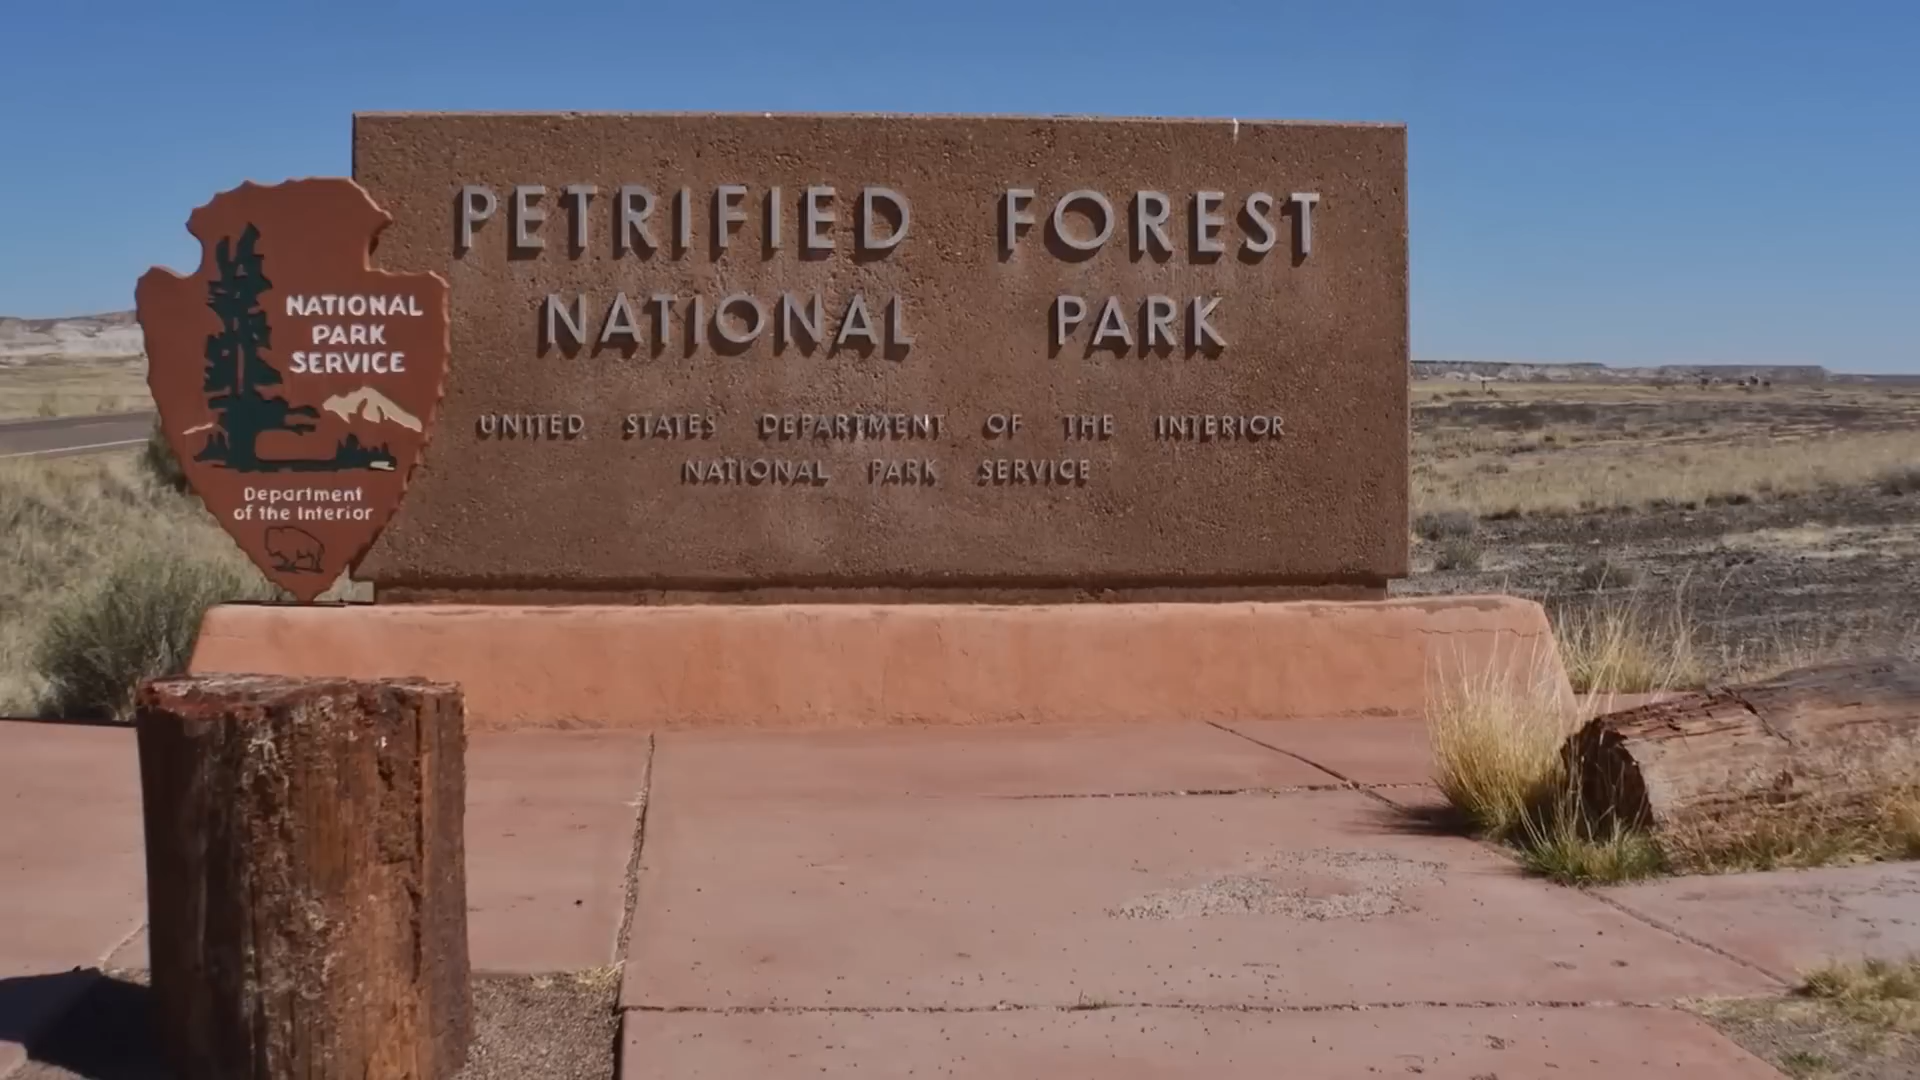 PETRIFIED FOREST
NATIONAL PARK
UNITED STATES DEPARTMENT OF THE INTERIOR
NATIONAL PARK SERVICE
NATIONAL
PARK
SERVICE
Department
of the Interior